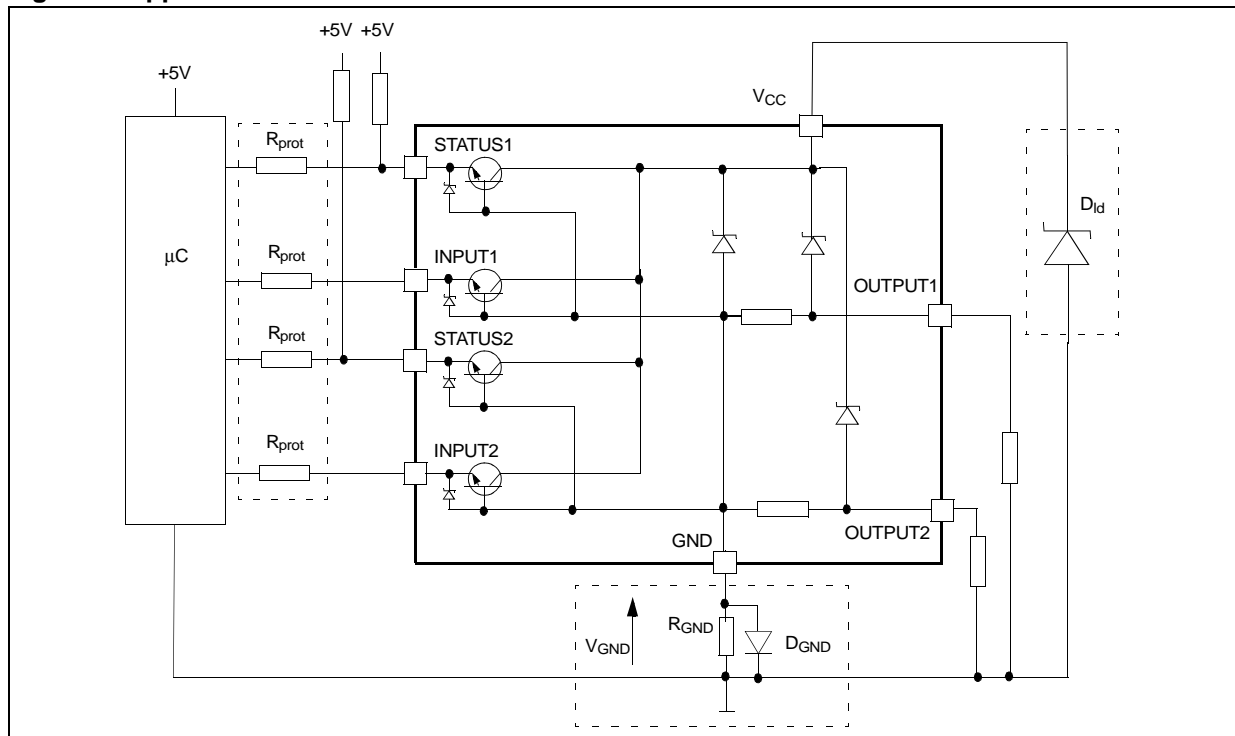 +5V
+5V
+5V
VCC
Rprot
STATUS1
Dld
μC
Rprot
INPUT1
OUTPUT1
Rprot
STATUS2
Rprot
INPUT2
GND
OUTPUT2
VGND
RGND
DGND